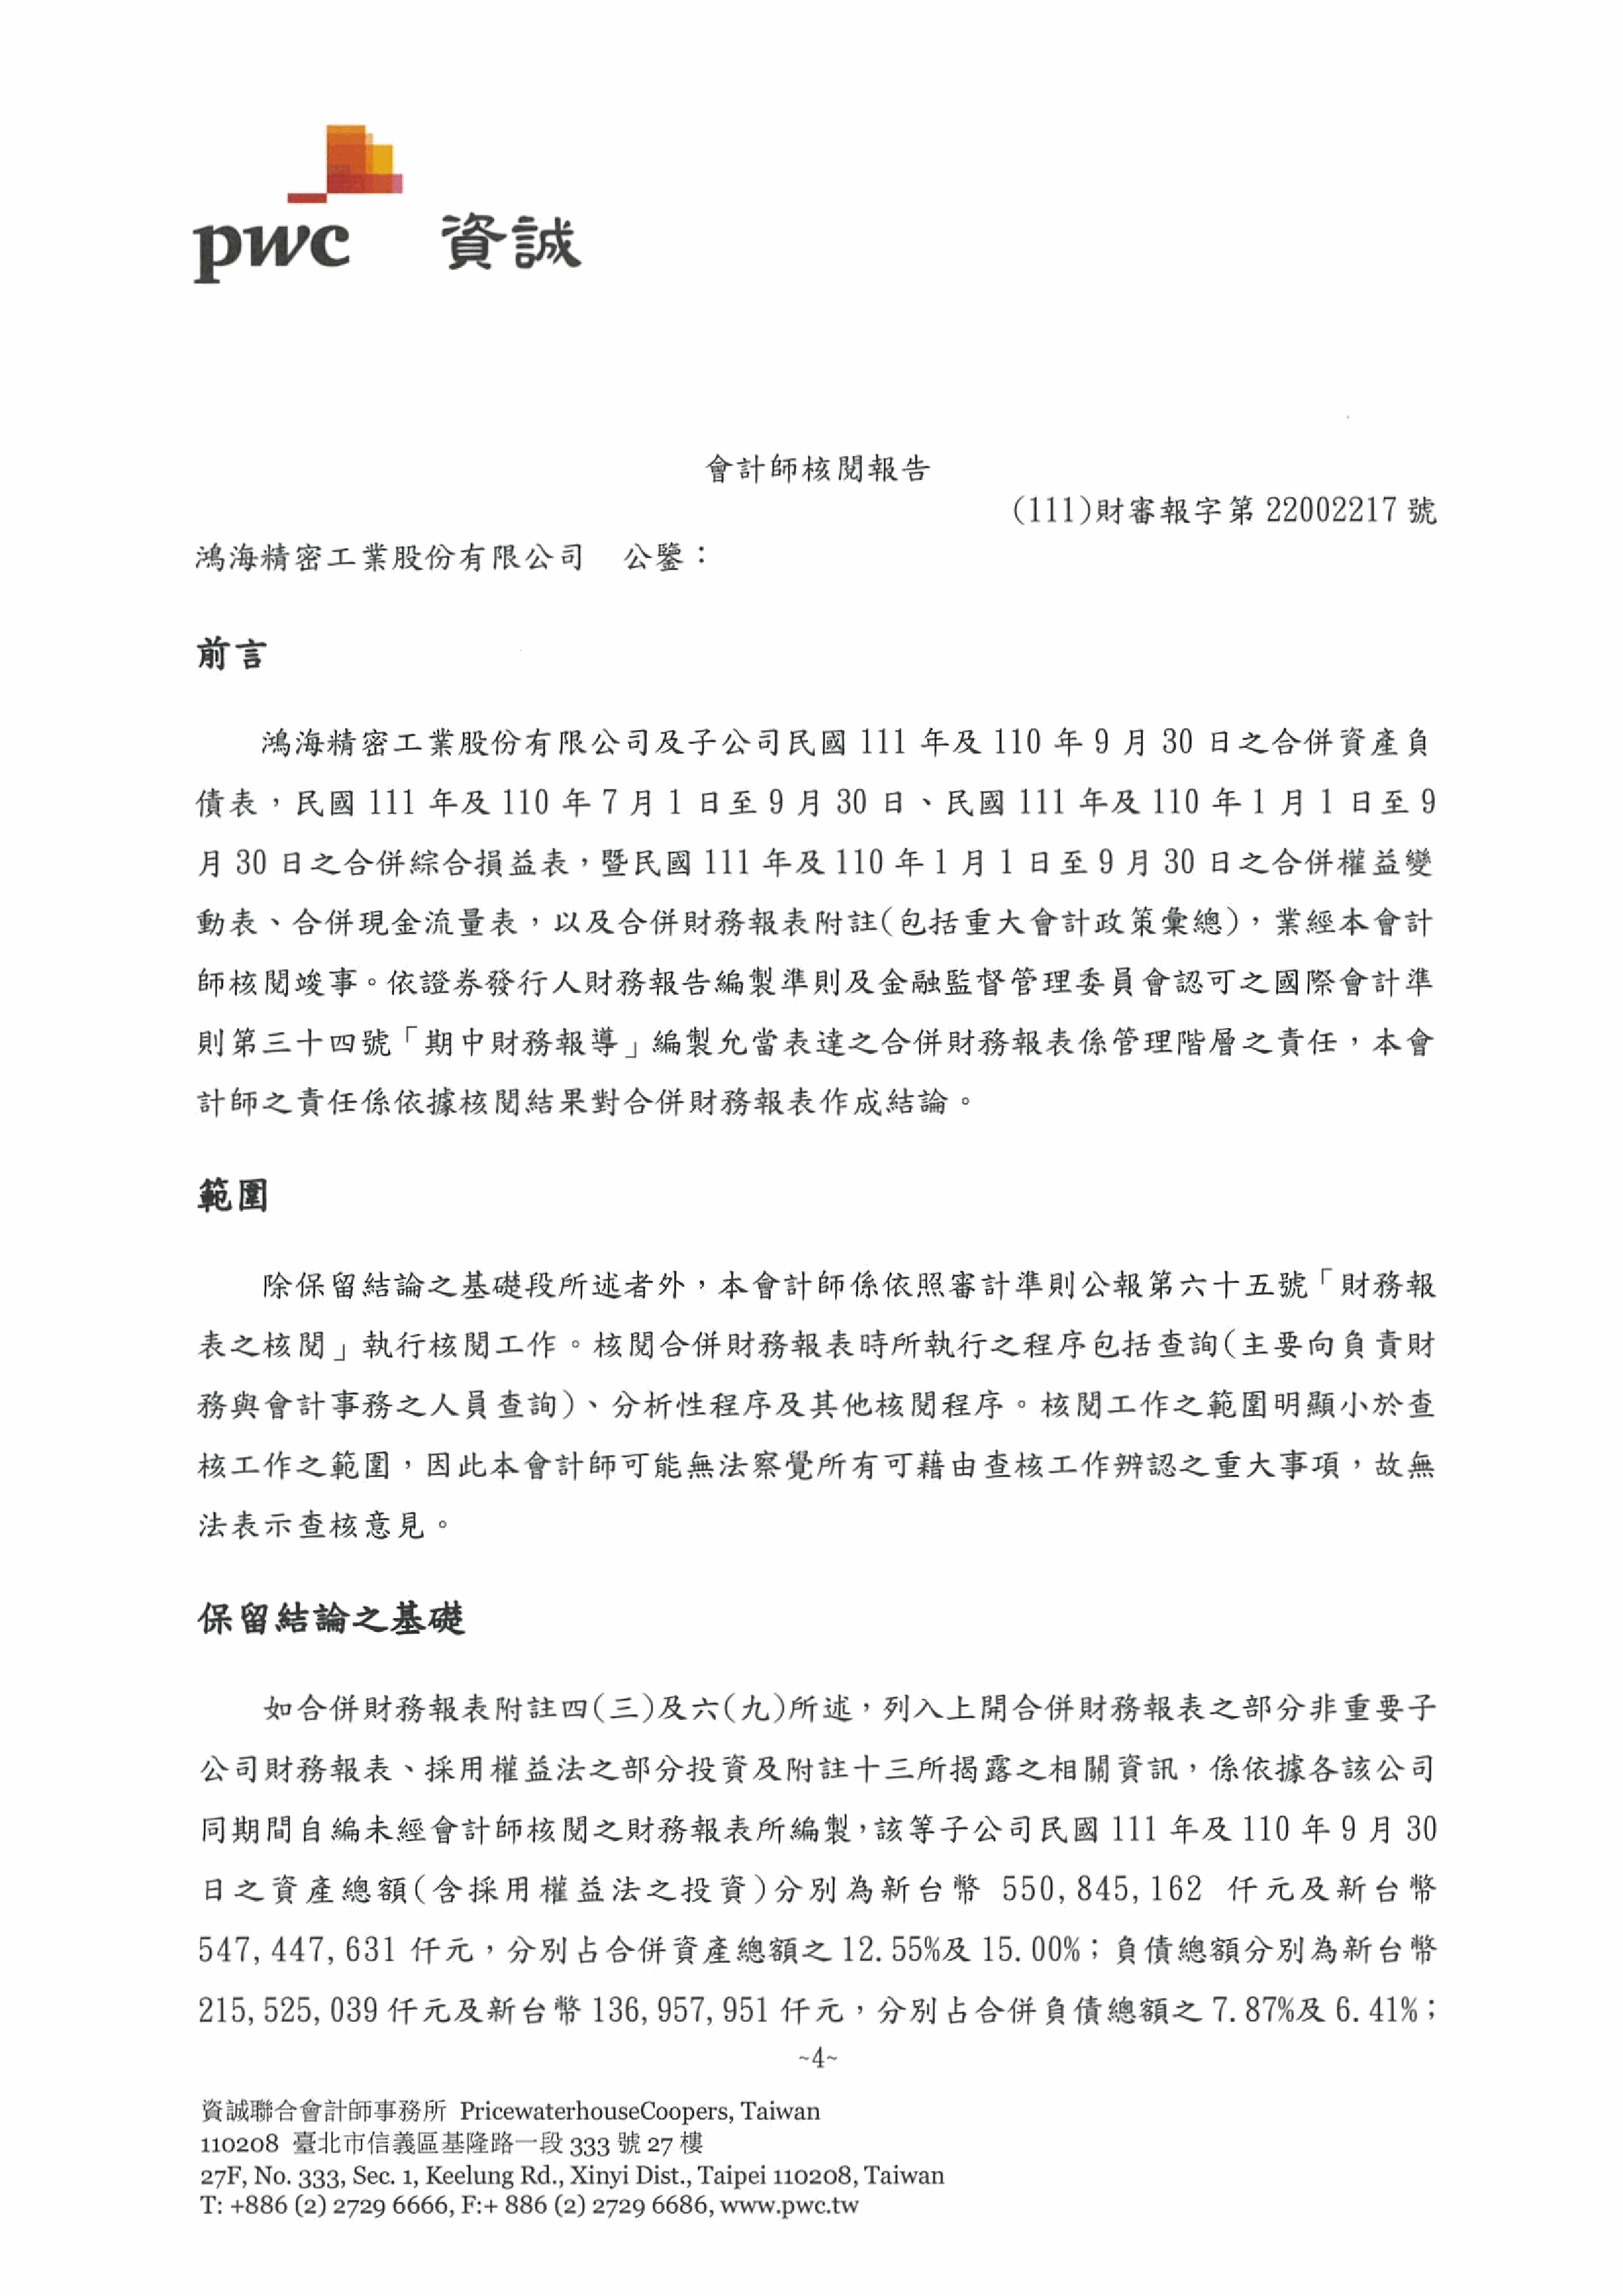 pwc 資誠
會計師核閱報告
(111)財審報字第 22002217 號
鴻海精密工業股份有限公司 公鑒：
前言
鴻海精密工業股份有限公司及子公司民國 111 年及 110 年 9 月 30 日之合併資產負
債表，民國 111 年及 110 年 7 月 1 日至 9 月 30 日、民國 111 年及 110 年 1 月 1 日至 9
月 30 日之合併綜合損益表，暨民國 111 年及 110 年 1 月 1 日至 9 月 30 日之合併權益變
動表、合併現金流量表，以及合併財務報表附註(包括重大會計政策彙總)，業經本會計
師核閱竣事。依證券發行人財務報告編製準則及金融監督管理委員會認可之國際會計準
則第三十四號「期中財務報導」編製允當表達之合併財務報表係管理階層之責任，本會
計師之責任係依據核閱結果對合併財務報表作成結論。
範圍
除保留結論之基礎段所述者外，本會計師係依照審計準則公報第六十五號「財務報
表之核閱」執行核閱工作。核閱合併財務報表時所執行之程序包括查詢(主要向負責財
務與會計事務之人員查詢)、分析性程序及其他核閱程序。核閱工作之範圍明顯小於查
核工作之範圍，因此本會計師可能無法察覺所有可藉由查核工作辨認之重大事項，故無
法表示查核意見。
保留結論之基礎
如合併財務報表附註四(三)及六(九)所述，列入上開合併財務報表之部分非重要子
公司財務報表、採用權益法之部分投資及附註十三所揭露之相關資訊，係依據各該公司
同期間自編未經會計師核閱之財務報表所編製，該等子公司民國 111 年及 110 年 9 月 30
日之資產總額(含採用權益法之投資)分別為新台幣 550,845,162 仟元及新台幣
547,447,631 仟元，分別占合併資產總額之 12.55%及 15.00%；負債總額分別為新台幣
215,525,039 仟元及新台幣 136,957,951 仟元，分別占合併負債總額之 7.87%及 6.41%；
~4~
資誠聯合會計師事務所 PricewaterhouseCoopers, Taiwan
110208 臺北市信義區基隆路一段 333 號 27 樓
27F, No. 333, Sec. 1, Keelung Rd., Xinyi Dist., Taipei 110208, Taiwan
T: +886 (2) 2729 6666, F:+ 886 (2) 2729 6686, www.pwc.tw